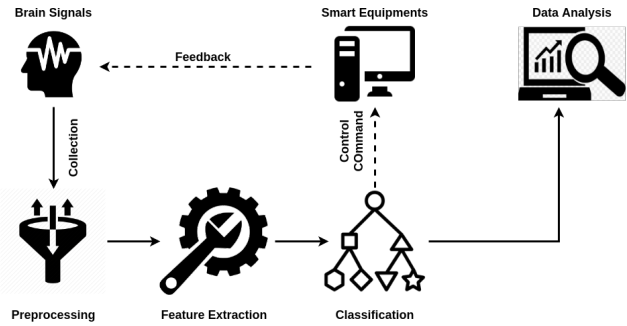 Brain Signals
Smart Equipments
Data Analysis
Feedback
Collection
Control
COmmand
Preprocessing
Feature Extraction
Classification